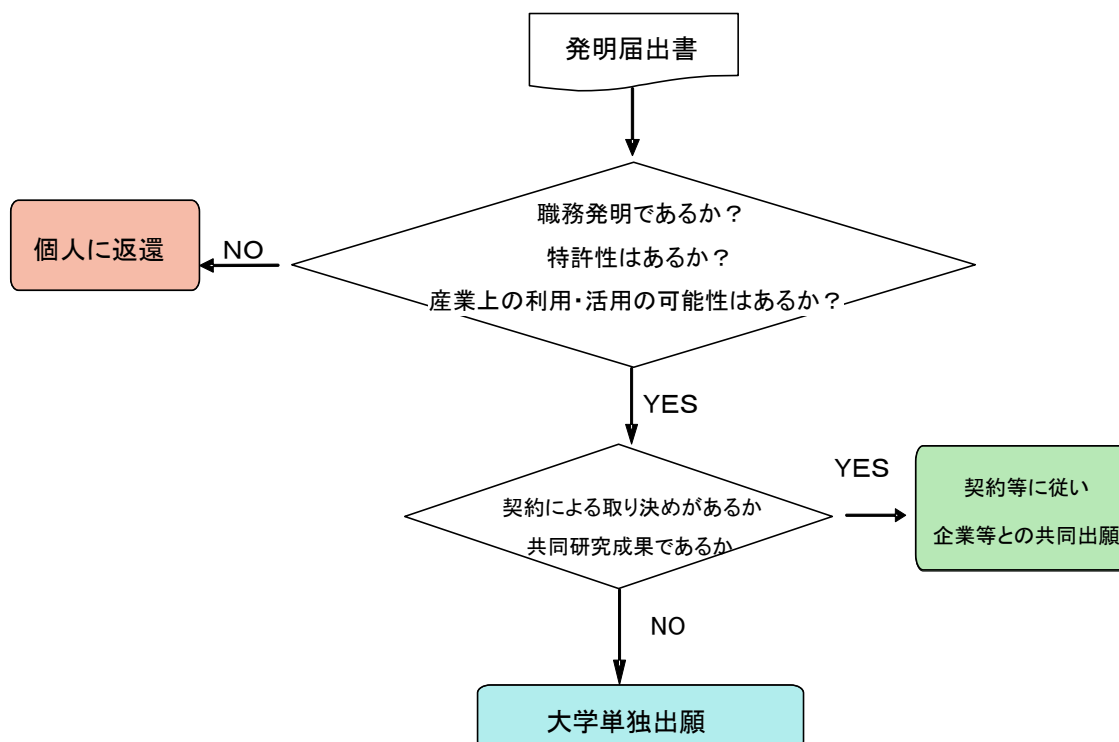 発明届出書
職務発明であるか？
特許性はあるか？
産業上の利用・活用の可能性はあるか？
NO
個人に返還
YES
契約による取り決めがあるか
共同研究成果であるか
YES
契約等に従い
企業等との共同出願
NO
大学単独出願